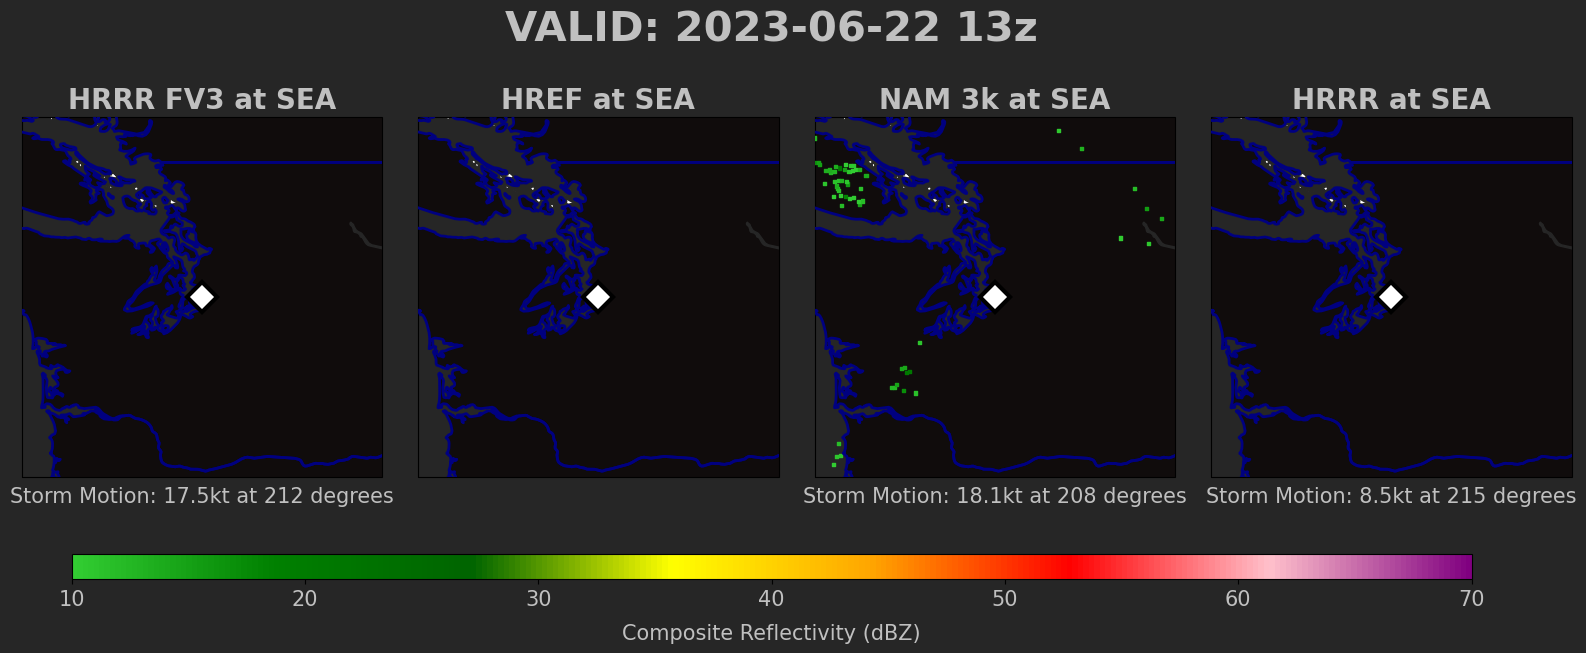 VALID: 2023-06-22 13z
HRRR FV3 at SEA
HREF at SEA
NAM 3k at SEA
HRRR at SEA
Storm Motion: 17.5kt at 212 degrees
Storm Motion: 18.1kt at 208 degrees
Storm Motion: 8.5kt at 215 degrees
10 20 30 40 50 60 70
Composite Reflectivity (dBZ)